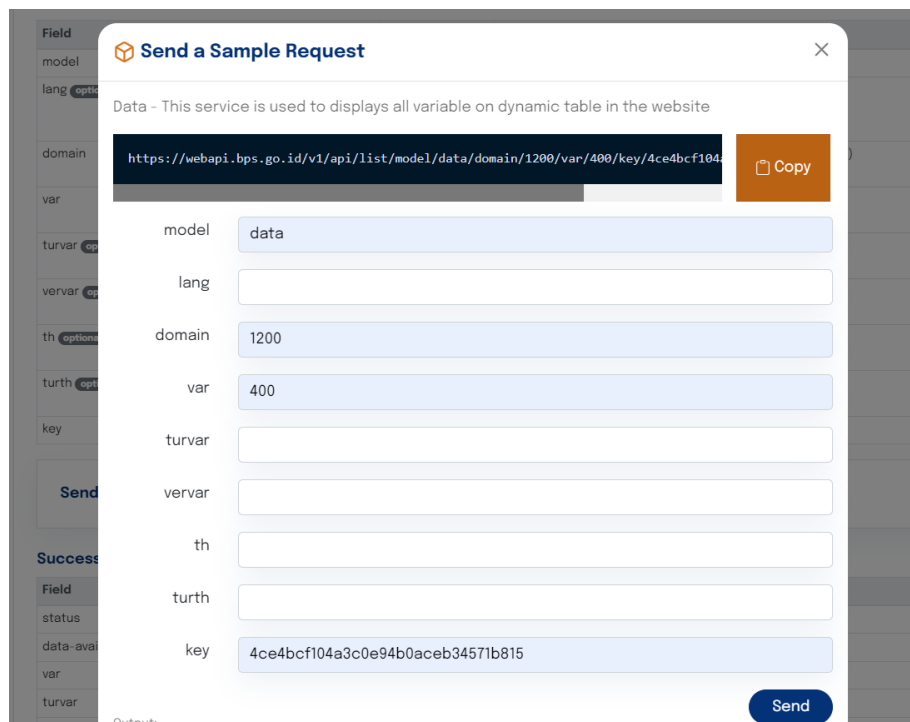 Field
Send a Sample Request
model
lang
Data - This service is used to displays all variable on dynamic table in the website
domain
https://webapi.bps.go.id/v1/api/list/model/data/domain/1200/var/400/key/4ce4bcf104
Copy
var
model
data
turvar
lang
vervar
domain
1200
th
var
400
turth
turvar
key
vervar
Send
th
Success
turth
Field
status
key
4ce4bcf104a3c0e94b0aceb34571b815
data-avai
var
turvar
Send